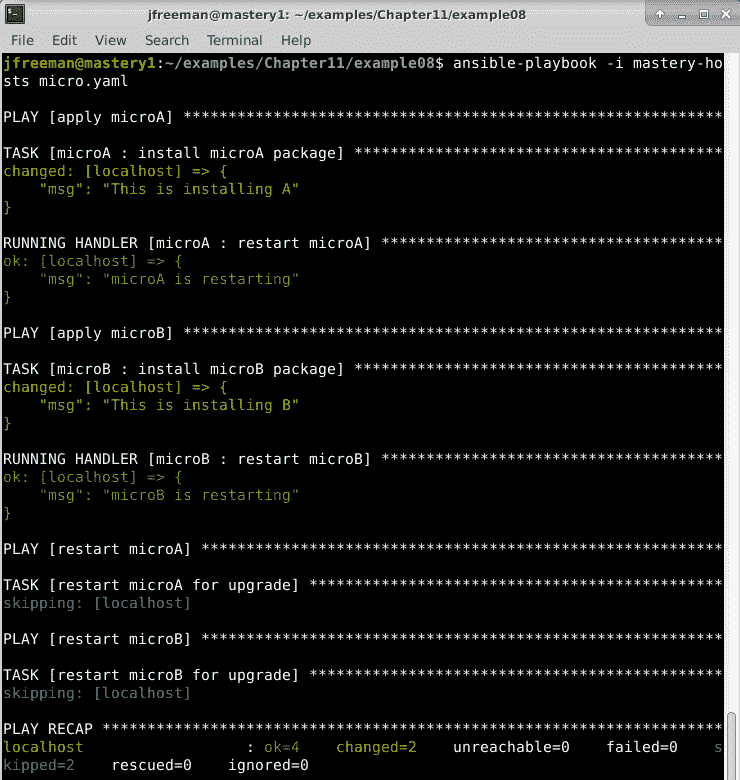 jfreeman@mastery1: ~/examples/Chapter11/example08
File Edit View Search Terminal Help
jfreeman@mastery1:~/examples/Chapter11/example08$ ansible-playbook -i mastery-ho
sts micro.yaml
PLAY [apply microA] ************************************************************
TASK [microA : install microA package] *****************************************
changed: [localhost] => {
    "msg": "This is installing A"
}
RUNNING HANDLER [microA : restart microA] **************************************
ok: [localhost] => {
    "msg": "microA is restarting"
}
PLAY [apply microB] ************************************************************
TASK [microB : install microB package] *****************************************
changed: [localhost] => {
    "msg": "This is installing B"
}
RUNNING HANDLER [microB : restart microB] **************************************
ok: [localhost] => {
    "msg": "microB is restarting"
}
PLAY [restart microA] **********************************************************
TASK [restart microA for upgrade] **********************************************
skipping: [localhost]
PLAY [restart microB] **********************************************************
TASK [restart microB for upgrade] **********************************************
skipping: [localhost]
PLAY RECAP *********************************************************************
localhost                  : ok=4    changed=2    unreachable=0    failed=0    s
kipped=2    rescued=0    ignored=0